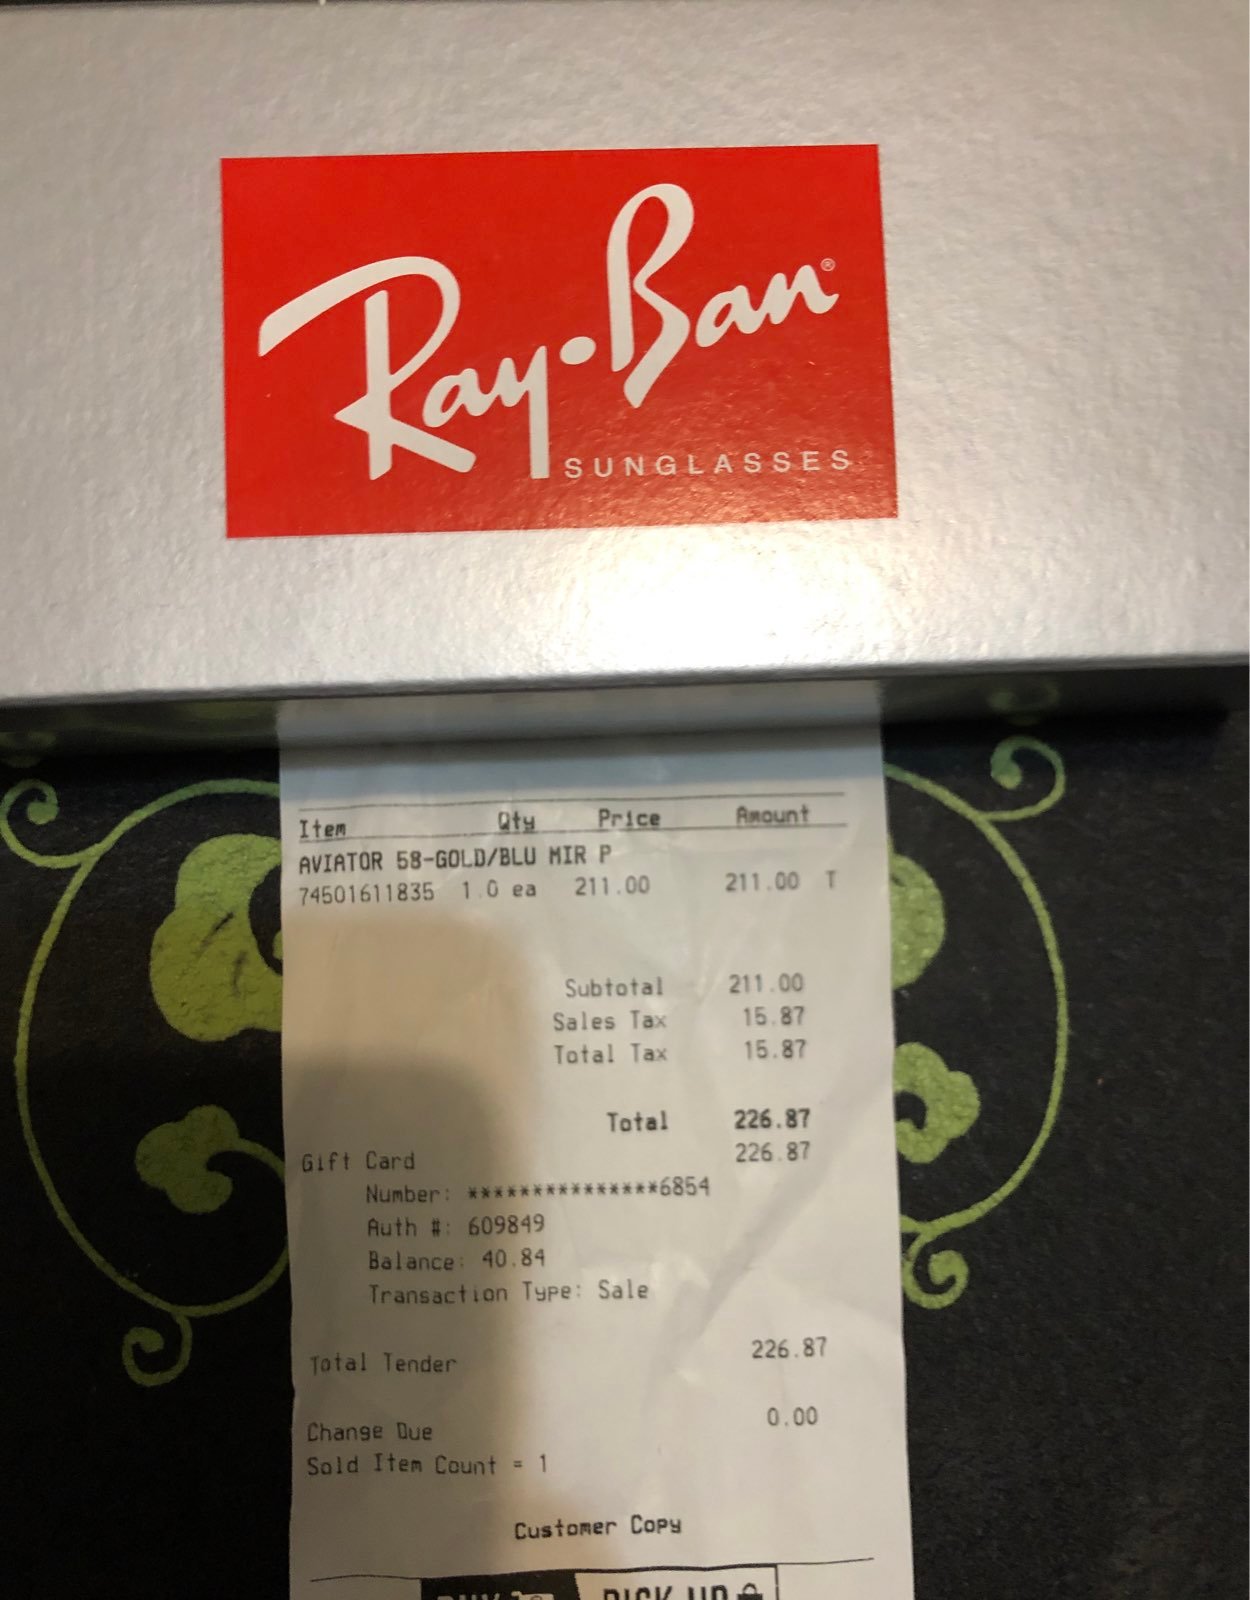 Ray-Ban®
SUNGLASSES
Item Qty Price Amount
AVIATOR 58-GOLD/BLU MIR P
74501611835 1.0 ea 211.00 211.00 T
Subtotal 211.00
Sales Tax 15.87
Total Tax 15.87
Total 226.87
Gift Card 226.87
Number: ***************6854
Auth #: 609849
Balance: 40.84
Transaction Type: Sale
Total Tender 226.87
Change Due 0.00
Sold Item Count = 1
Customer Copy
PICK UP